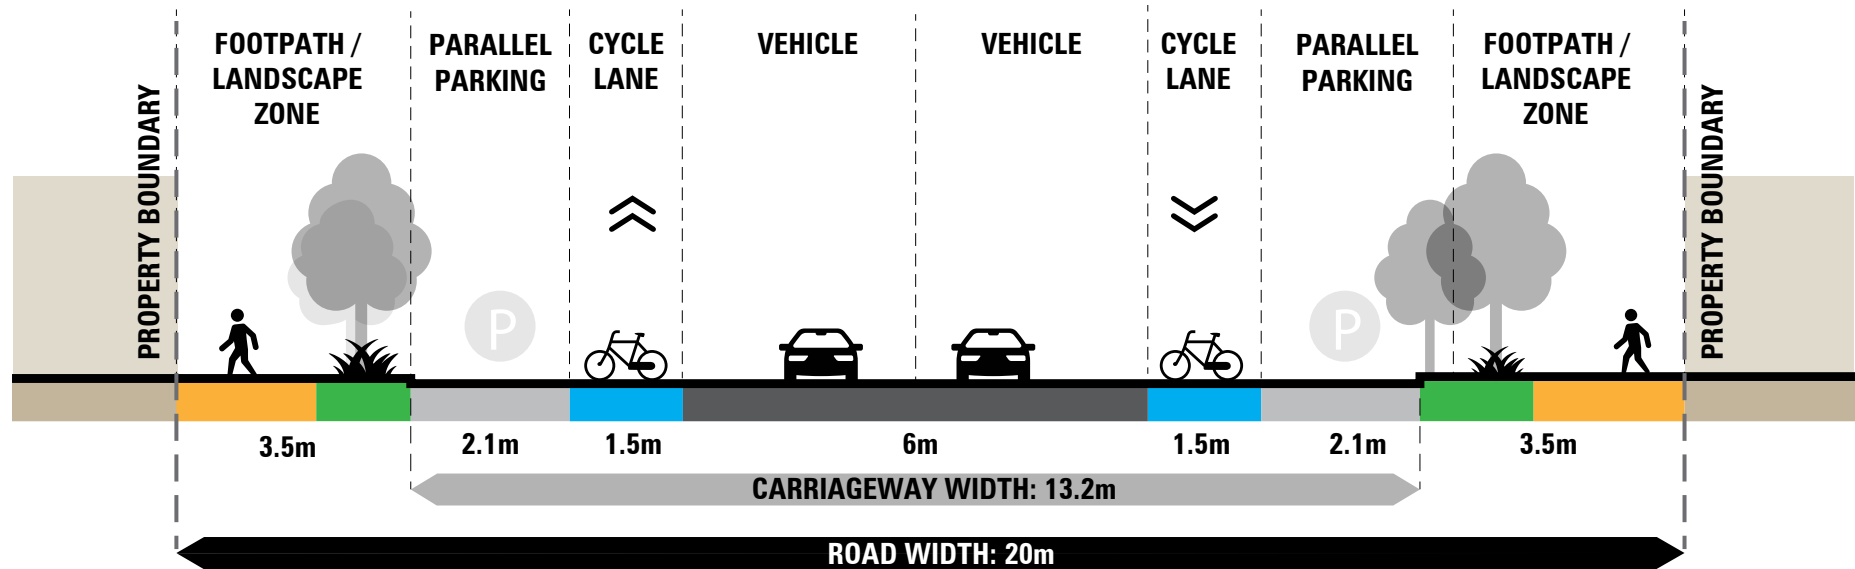 FOOTPATH /
LANDSCAPE
ZONE
PARALLEL
PARKING
CYCLE
LANE
VEHICLE
VEHICLE
CYCLE
LANE
PARALLEL
PARKING
FOOTPATH /
LANDSCAPE
ZONE
PROPERTY BOUNDARY
PROPERTY BOUNDARY
P
P
3.5m
2.1m
1.5m
6m
1.5m
2.1m
3.5m
CARRIAGEWAY WIDTH: 13.2m
ROAD WIDTH: 20m